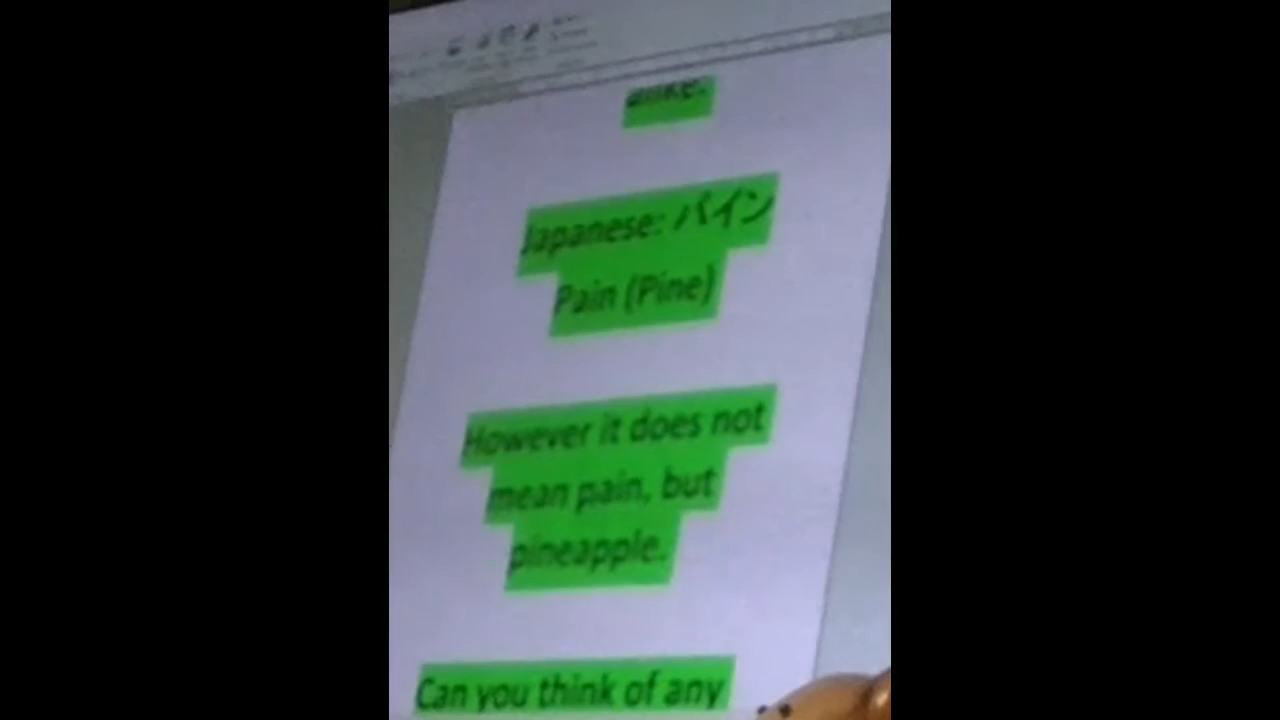 alike.
Japanese: パイン
Pain (Pine)
However it does not
mean pain, but
pineapple.
Can you think of any